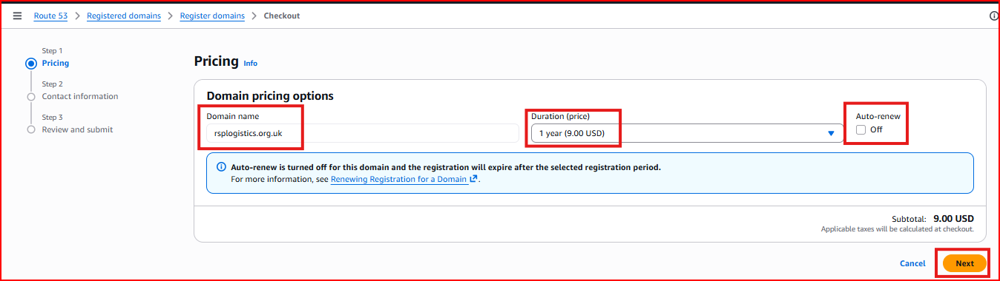 Route 53 > Registered domains > Register domains > Checkout
Step 1
Pricing
Step 2
Contact information
Step 3
Review and submit
Pricing Info
Domain pricing options
Domain name
rsplogistics.org.uk
Duration (price)
1 year (9.00 USD)
Auto-renew
Off
Auto-renew is turned off for this domain and the registration will expire after the selected registration period.
For more information, see Renewing Registration for a Domain.
Subtotal: 9.00 USD
Applicable taxes will be calculated at checkout.
Cancel Next